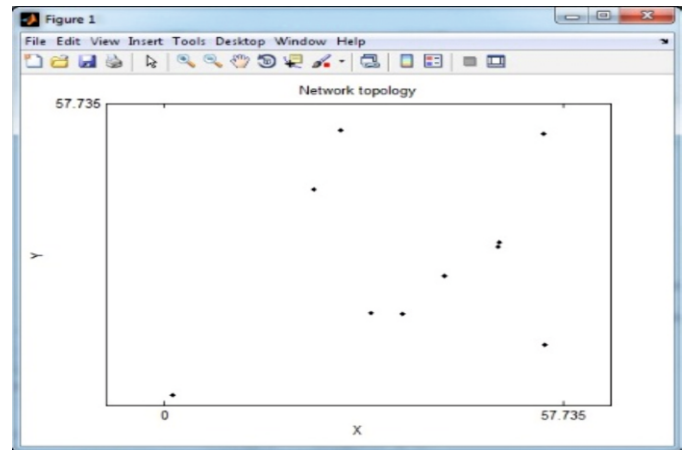 Figure 1
File Edit View Insert Tools Desktop Window Help
Network topology
57.735
Y
0
57.735
X